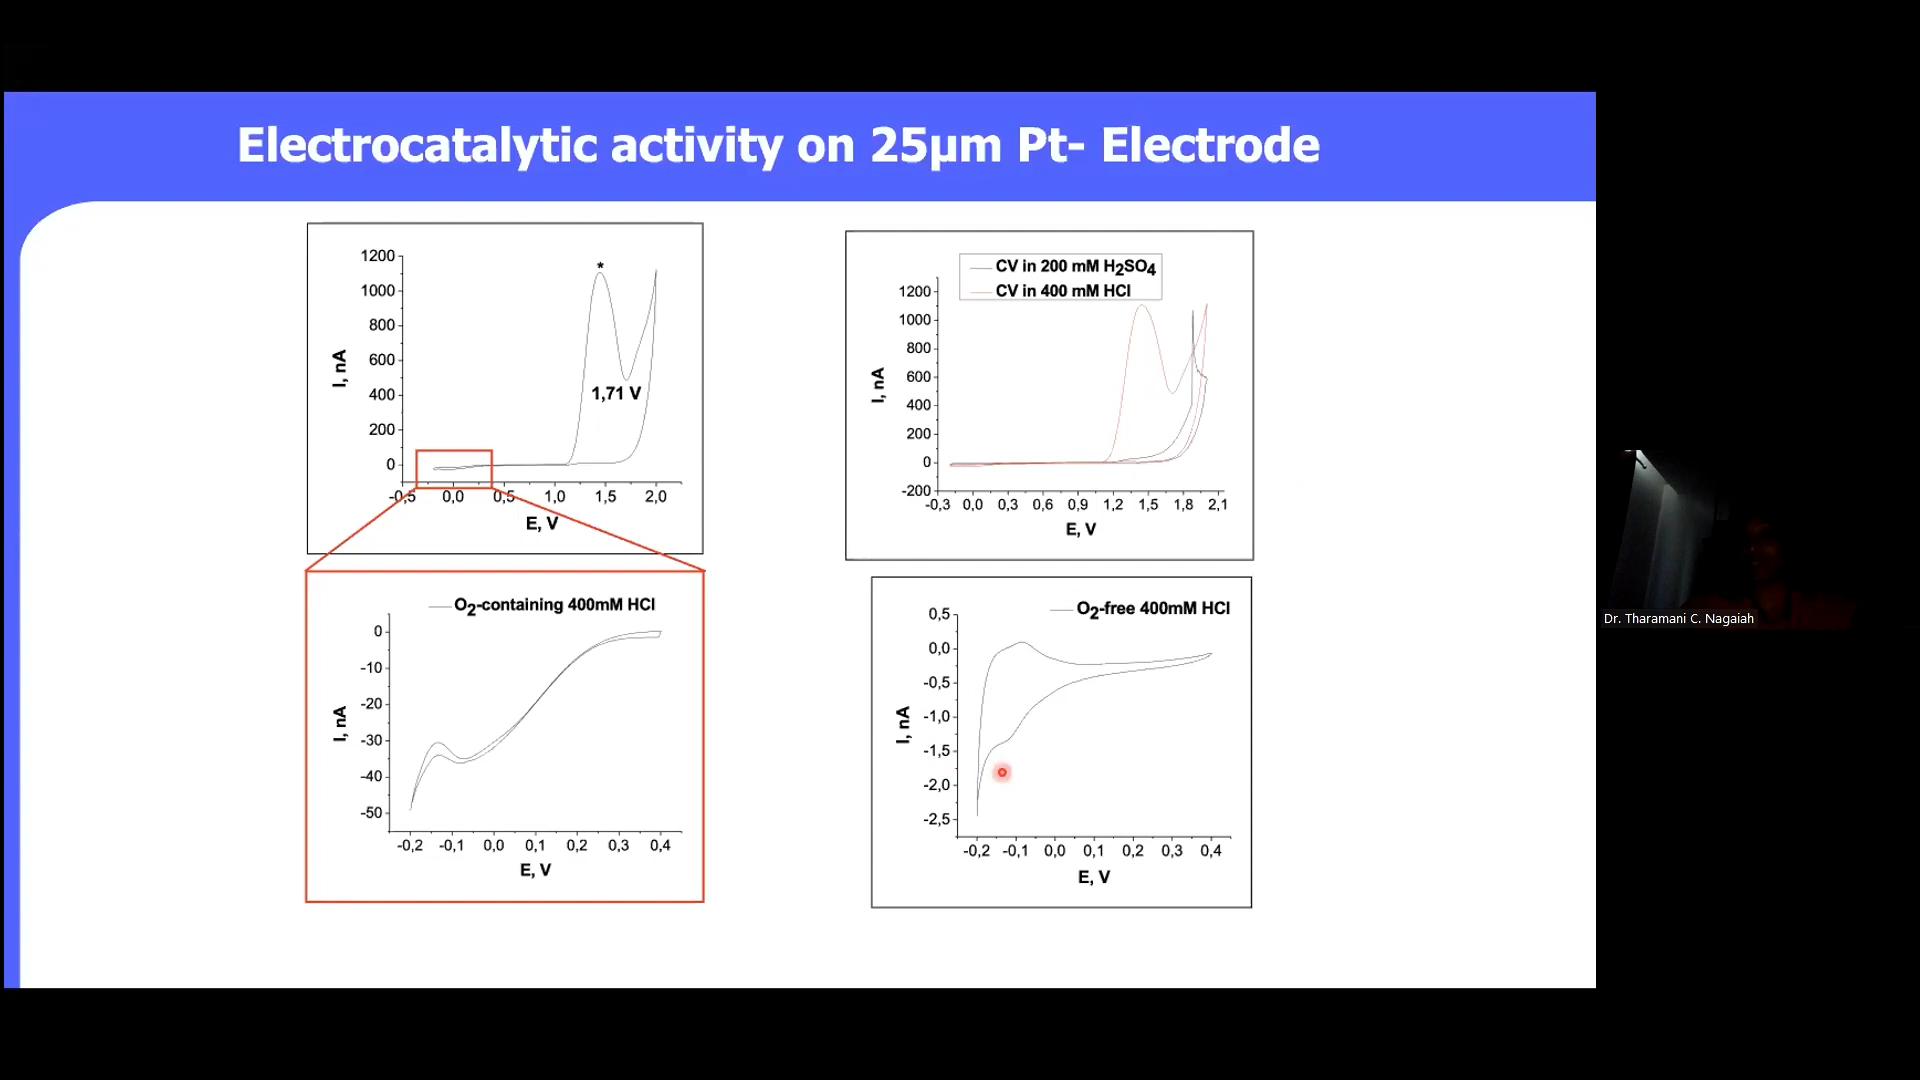 Electrocatalytic activity on 25µm Pt- Electrode
1200
1000
800
600
400
200
0
I, nA
*
1,71 V
-0,5 0,0 0,5 1,0 1,5 2,0
E, V
CV in 200 mM H2SO4
CV in 400 mM HCl
1200
1000
800
600
400
200
0
-200
I, nA
-0,3 0,0 0,3 0,6 0,9 1,2 1,5 1,8 2,1
E, V
O2-containing 400mM HCl
0
-10
-20
-30
-40
-50
I, nA
-0,2 -0,1 0,0 0,1 0,2 0,3 0,4
E, V
O2-free 400mM HCl
0,5
0,0
-0,5
-1,0
-1,5
-2,0
-2,5
I, nA
-0,2 -0,1 0,0 0,1 0,2 0,3 0,4
E, V
Dr. Tharamani C. Nagaiah